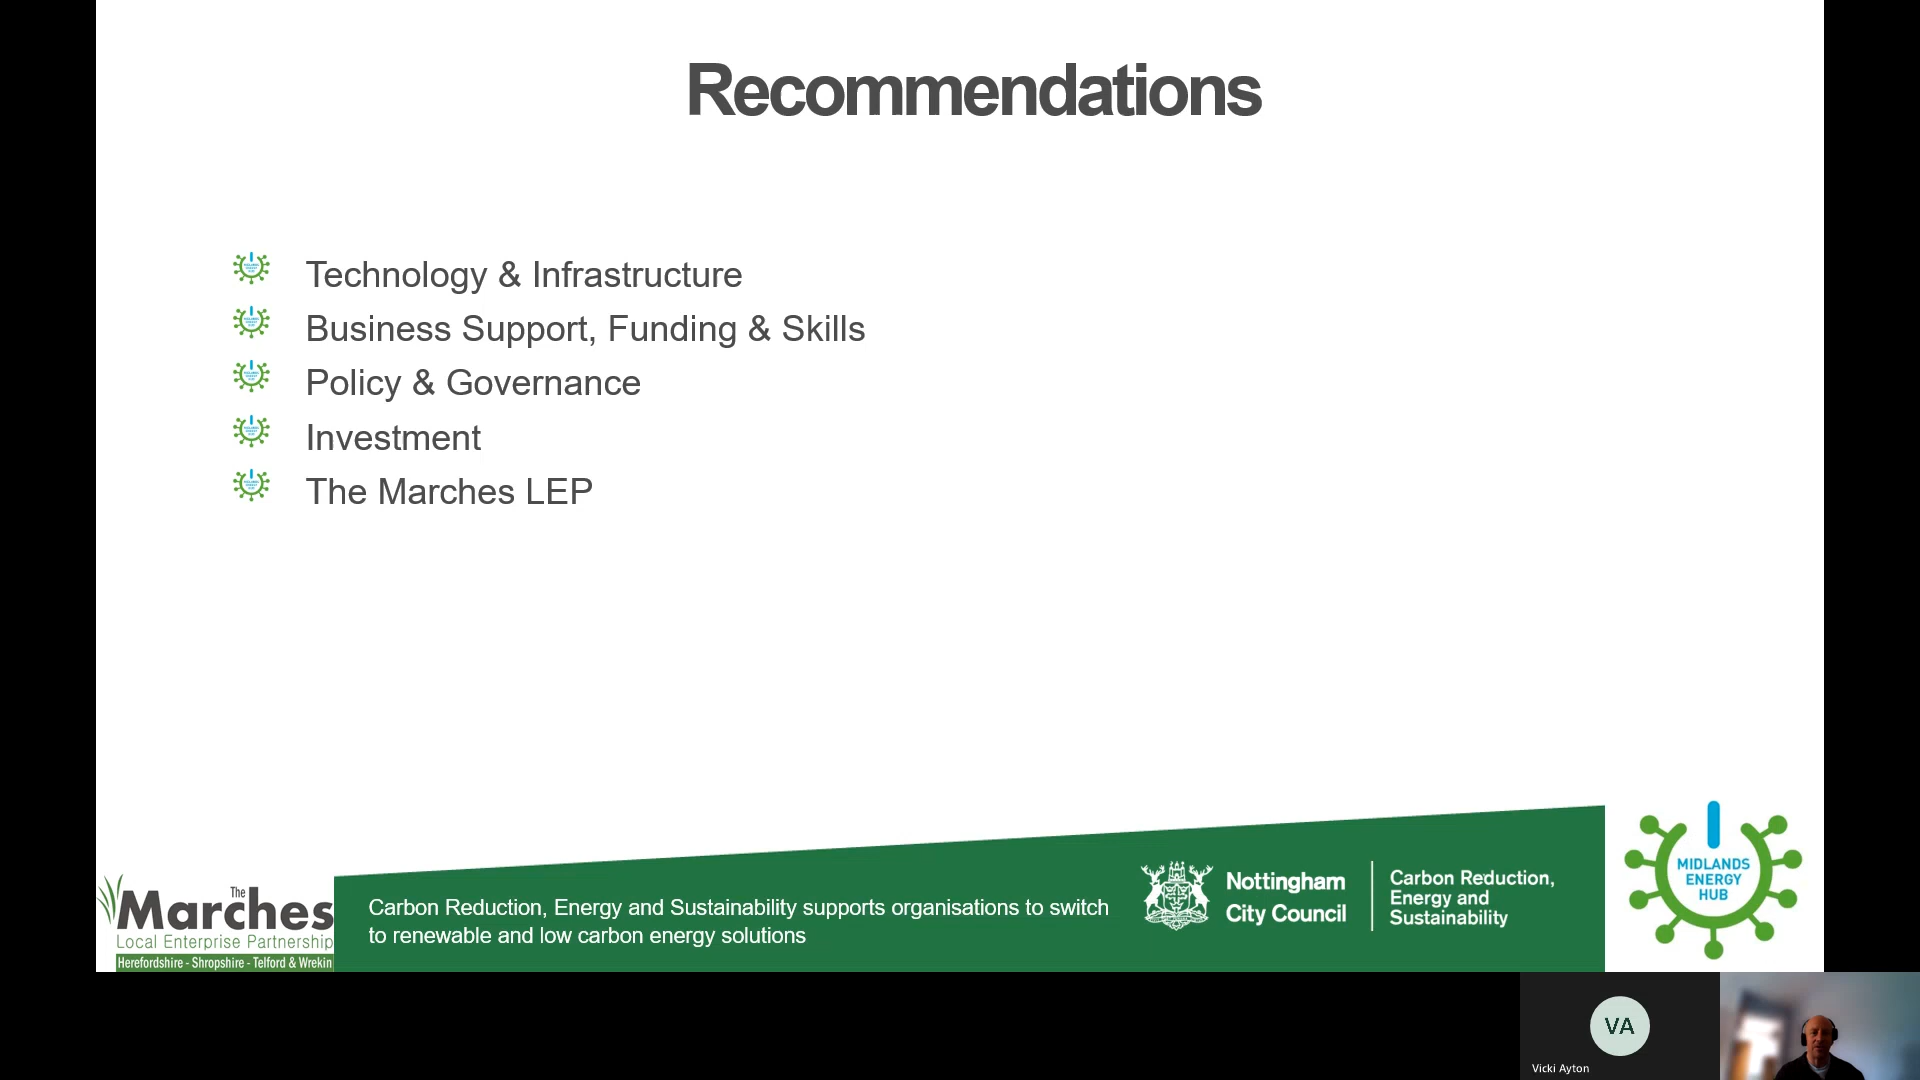 Recommendations
Technology & Infrastructure
Business Support, Funding & Skills
Policy & Governance
Investment
The Marches LEP
The
Marches
Local Enterprise Partnership
Herefordshire - Shropshire - Telford & Wrekin
Carbon Reduction, Energy and Sustainability supports organisations to switch
to renewable and low carbon energy solutions
Nottingham
City Council
Carbon Reduction,
Energy and
Sustainability
MIDLANDS
ENERGY
HUB
VA
Vicki Ayton